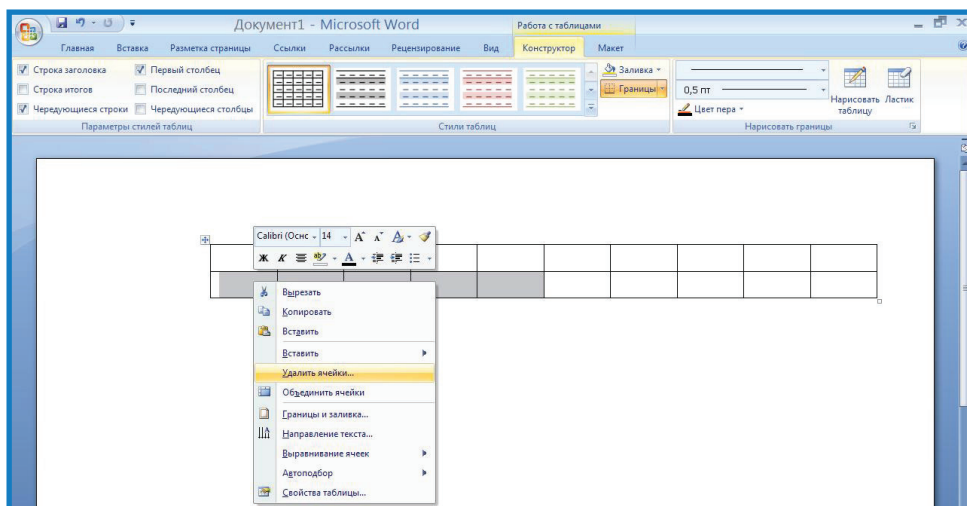 Документ1 - Microsoft Word
Работа с таблицами
Главная Вставка Разметка страницы Ссылки Рассылки Рецензирование Вид Конструктор Макет
Строка заголовка Первый столбец
Строка итогов Последний столбец
Чередующиеся строки Чередующиеся столбцы
Параметры стилей таблиц
Стили таблиц
Заливка
Границы
0,5 пт
Цвет пера
Нарисовать таблицу
Ластик
Нарисовать границы
Calibri (Оснс 14 А А А
Ж К ab А
Вырезать
Копировать
Вставить
Вставить
Удалить ячейки...
Объединить ячейки
Границы и заливка...
Направление текста...
Выравнивание ячеек
Автоподбор
Свойства таблицы...